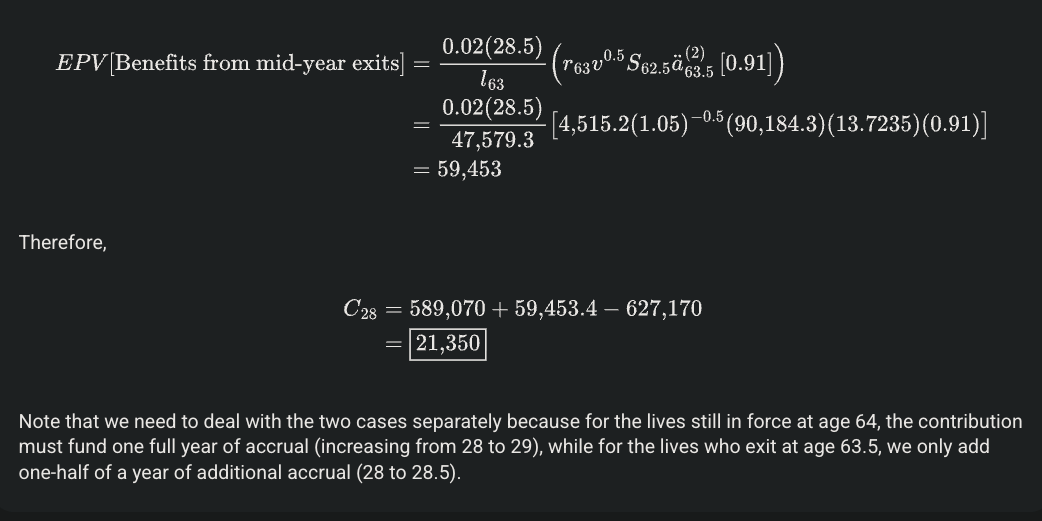 EPV[Benefits from mid-year exits] = \frac{0.02(28.5)}{l_{63}} \left( r_{63} v^{0.5} S_{62.5} \ddot{a}_{63.5}^{(2)} [0.91] \right)
= \frac{0.02(28.5)}{47,579.3} [4,515.2(1.05)^{-0.5}(90,184.3)(13.7235)(0.91)]
= 59,453
Therefore,
C_{28} = 589,070 + 59,453.4 − 627,170
= 21,350
Note that we need to deal with the two cases separately because for the lives still in force at age 64, the contribution
must fund one full year of accrual (increasing from 28 to 29), while for the lives who exit at age 63.5, we only add
one-half of a year of additional accrual (28 to 28.5).